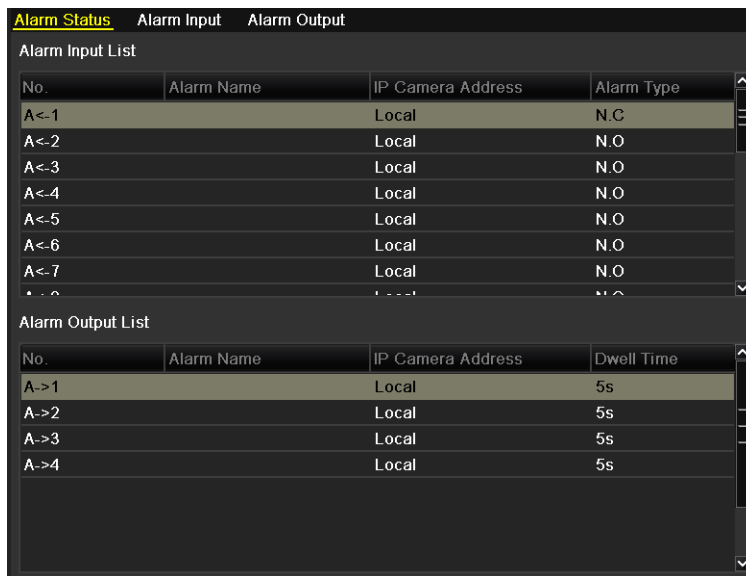 Alarm Status Alarm Input Alarm Output
Alarm Input List
No. Alarm Name IP Camera Address Alarm Type
A<-1 Local N.C
A<-2 Local N.O
A<-3 Local N.O
A<-4 Local N.O
A<-5 Local N.O
A<-6 Local N.O
A<-7 Local N.O
Alarm Output List
No. Alarm Name IP Camera Address Dwell Time
A->1 Local 5s
A->2 Local 5s
A->3 Local 5s
A->4 Local 5s